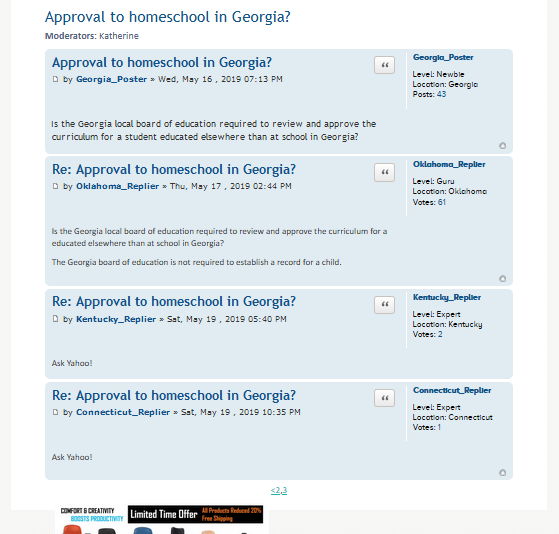 Approval to homeschool in Georgia?
Moderators: Katherine
Approval to homeschool in Georgia?
by Georgia_Poster » Wed, May 16 , 2019 07:13 PM
Is the Georgia local board of education required to review and approve the
curriculum for a student educated elsewhere than at school in Georgia?
Georgia_Poster
Level: Newbie
Location: Georgia
Posts: 43
Re: Approval to homeschool in Georgia?
by Oklahoma_Replier » Thu, May 17 , 2019 02:44 PM
Is the Georgia local board of education required to review and approve the curriculum for a
educated elsewhere than at school in Georgia?
The Georgia board of education is not required to establish a record for a child.
Oklahoma_Replier
Level: Guru
Location: Oklahoma
Votes: 61
Re: Approval to homeschool in Georgia?
by Kentucky_Replier » Sat, May 19 , 2019 05:40 PM
Ask Yahoo!
Kentucky_Replier
Level: Expert
Location: Kentucky
Votes: 2
Re: Approval to homeschool in Georgia?
by Connecticut_Replier » Sat, May 19 , 2019 10:35 PM
Ask Yahoo!
Connecticut_Replier
Level: Expert
Location: Connecticut
Votes: 1
<2,3
COMFORT & CREATIVITY
BOOSTS PRODUCTIVITY
Limited Time Offer
All Products Reduced 20%
Free Shipping